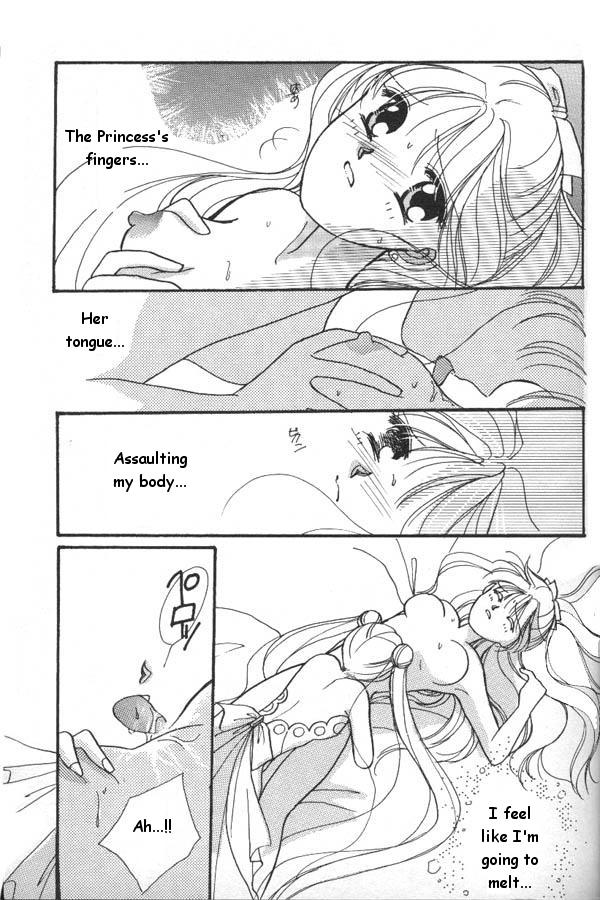 The Princess's
fingers...
Her
tongue...
Assaulting
my body...
Ah...!!
I feel
like I'm
going to
melt...